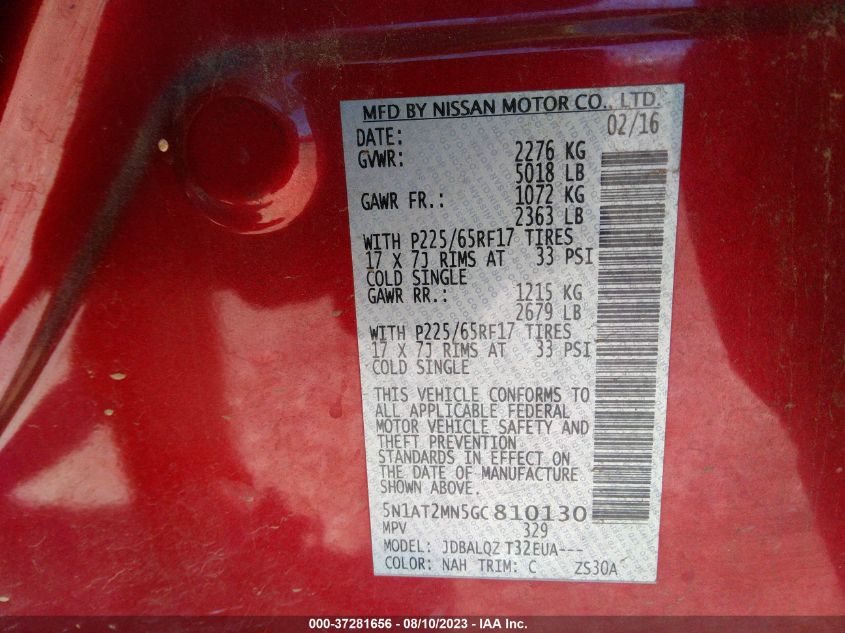 MFD BY NISSAN MOTOR CO., LTD.
DATE: 02/16
GVWR: 2276 KG
5018 LB
GAWR FR.: 1072 KG
2363 LB
WITH P225/65RF17 TIRES
17 X 7J RIMS AT 33 PSI
COLD SINGLE
GAWR RR.: 1215 KG
2679 LB
WITH P225/65RF17 TIRES
17 X 7J RIMS AT 33 PSI
COLD SINGLE
THIS VEHICLE CONFORMS TO
ALL APPLICABLE FEDERAL
MOTOR VEHICLE SAFETY AND
THEFT PREVENTION
STANDARDS IN EFFECT ON
THE DATE OF MANUFACTURE
SHOWN ABOVE.
5N1AT2MN5GC810130
MPV 329
MODEL: JDBALQZ T32EUA---
COLOR: NAH TRIM: C ZS30A
000-37281656 - 08/10/2023 - IAA Inc.